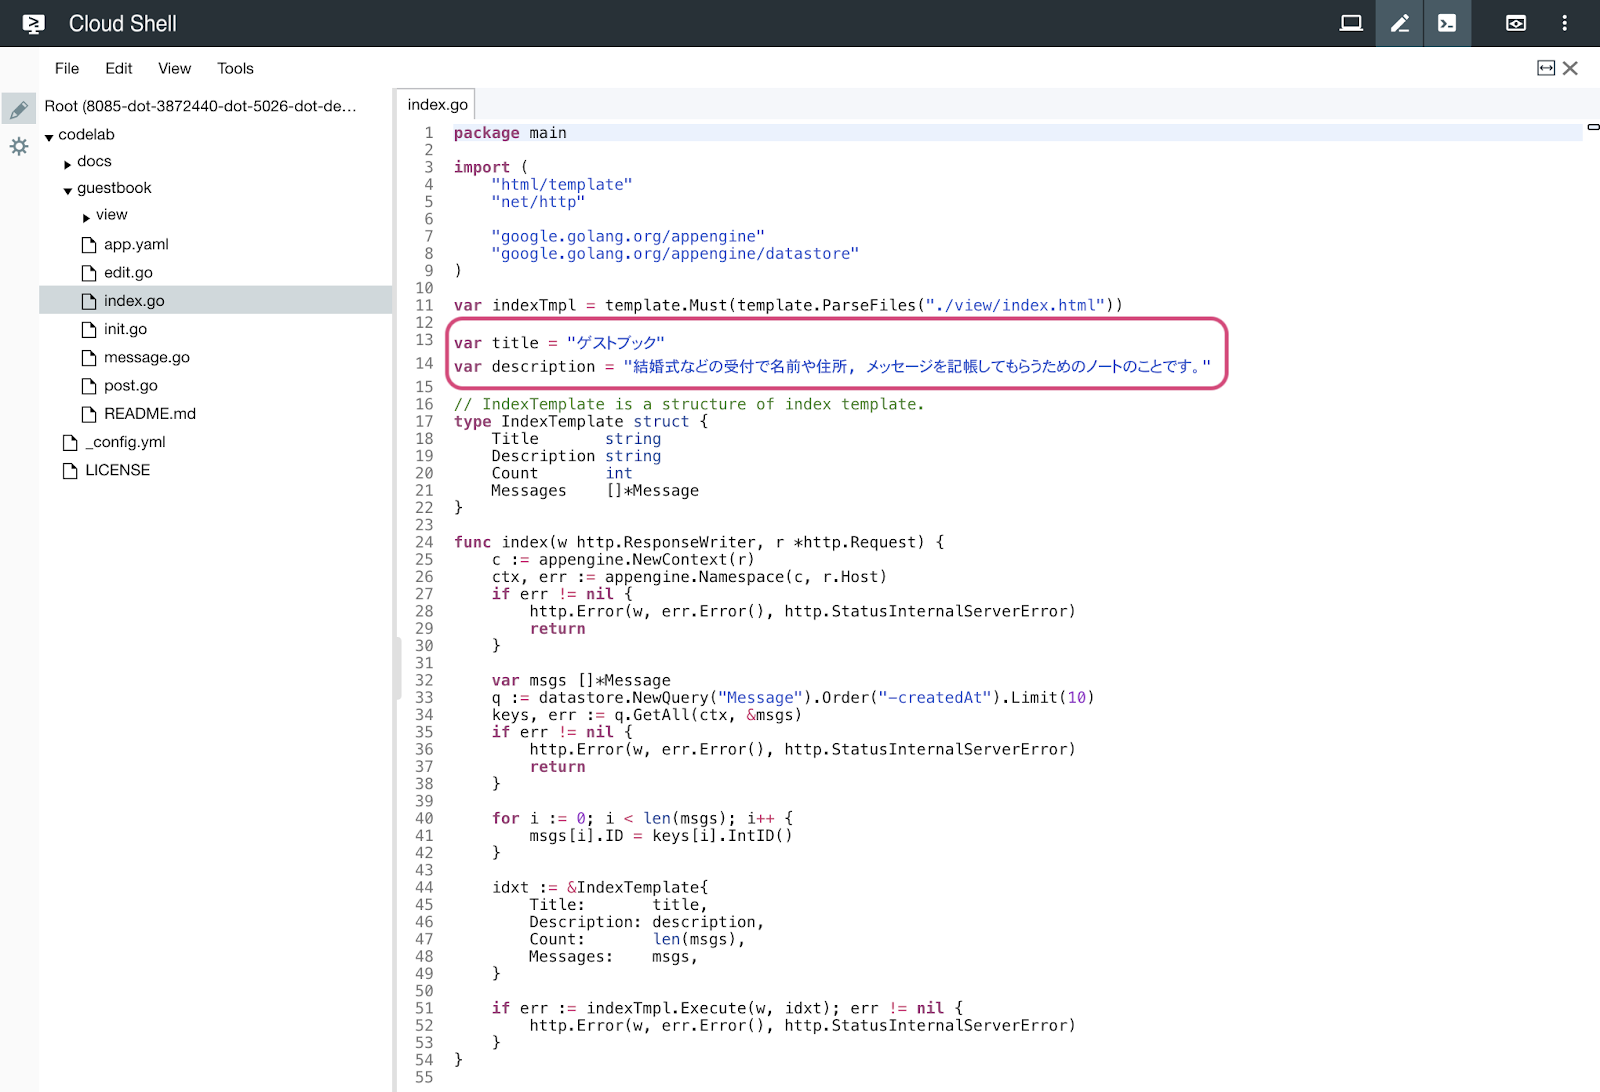 Cloud Shell
File Edit View Tools
Root (8085-dot-3872440-dot-5026-dot-de...
codelab
docs
guestbook
view
app.yaml
edit.go
index.go
init.go
message.go
post.go
README.md
_config.yml
LICENSE
index.go
1 package main
2
3 import (
4     "html/template"
5     "net/http"
6
7     "google.golang.org/appengine"
8     "google.golang.org/appengine/datastore"
9 )
10
11 var indexTmpl = template.Must(template.ParseFiles("./view/index.html"))
12
13 var title = "ゲストブック"
14 var description = "結婚式などの受付で名前や住所, メッセージを記帳してもらうためのノートのことです。"
15
16 // IndexTemplate is a structure of index template.
17 type IndexTemplate struct {
18     Title       string
19     Description string
20     Count       int
21     Messages    []*Message
22 }
23
24 func index(w http.ResponseWriter, r *http.Request) {
25     c := appengine.NewContext(r)
26     ctx, err := appengine.Namespace(c, r.Host)
27     if err != nil {
28         http.Error(w, err.Error(), http.StatusInternalServerError)
29         return
30     }
31
32     var msgs []*Message
33     q := datastore.NewQuery("Message").Order("-createdAt").Limit(10)
34     keys, err := q.GetAll(ctx, &msgs)
35     if err != nil {
36         http.Error(w, err.Error(), http.StatusInternalServerError)
37         return
38     }
39
40     for i := 0; i < len(msgs); i++ {
41         msgs[i].ID = keys[i].IntID()
42     }
43
44     idxt := &IndexTemplate{
45         Title:       title,
46         Description: description,
47         Count:       len(msgs),
48         Messages:    msgs,
49     }
50
51     if err := indexTmpl.Execute(w, idxt); err != nil {
52         http.Error(w, err.Error(), http.StatusInternalServerError)
53     }
54 }
55